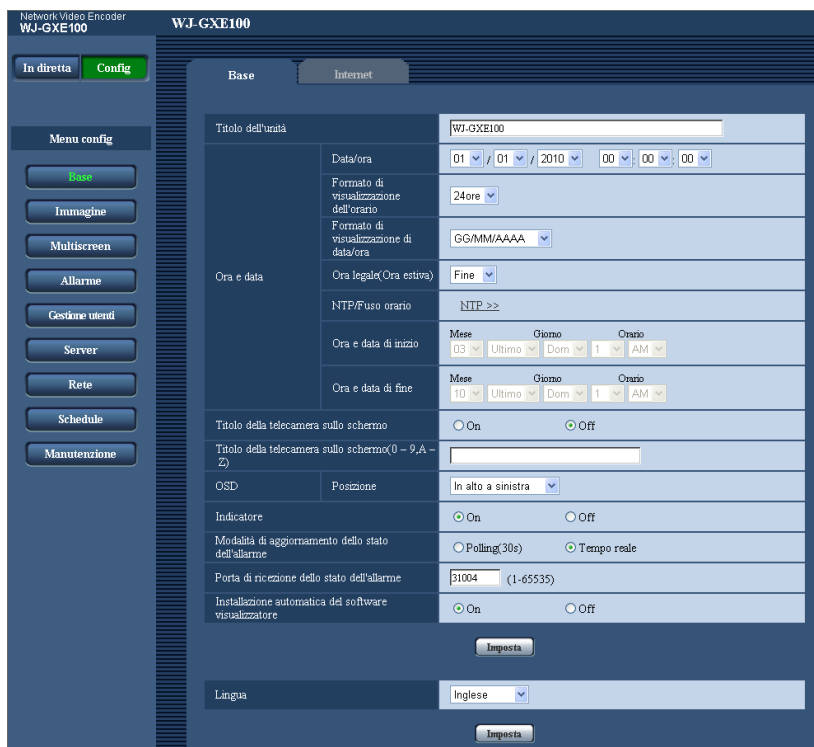 Network Video Encoder
WJ-GXE100
WJ-GXE100
In diretta
Config
Menu config
Base
Immagine
Multiscreen
Allarme
Gestione utenti
Server
Rete
Schedule
Manutenzione
Base
Internet
Titolo dell'unità
WJ-GXE100
Ora e data
Data/ora
01 / 01 / 2010 00 : 00 : 00
Formato di
visualizzazione
dell'orario
24ore
Formato di
visualizzazione di
data/ora
GG/MM/AAAA
Ora legale(Ora estiva)
Fine
NTP/Fuso orario
NTP >>
Ora e data di inizio
Mese Giorno Orario
03 Ultimo Dom 1 AM
Ora e data di fine
Mese Giorno Orario
10 Ultimo Dom 1 AM
Titolo della telecamera sullo schermo
On Off
Titolo della telecamera sullo schermo(0 – 9,A –
Z)
OSD
Posizione
In alto a sinistra
Indicatore
On Off
Modalità di aggiornamento dello stato
dell'allarme
Polling(30s) Tempo reale
Porta di ricezione dello stato dell'allarme
31004 (1-65535)
Installazione automatica del software
visualizzatore
On Off
Imposta
Lingua
Inglese
Imposta